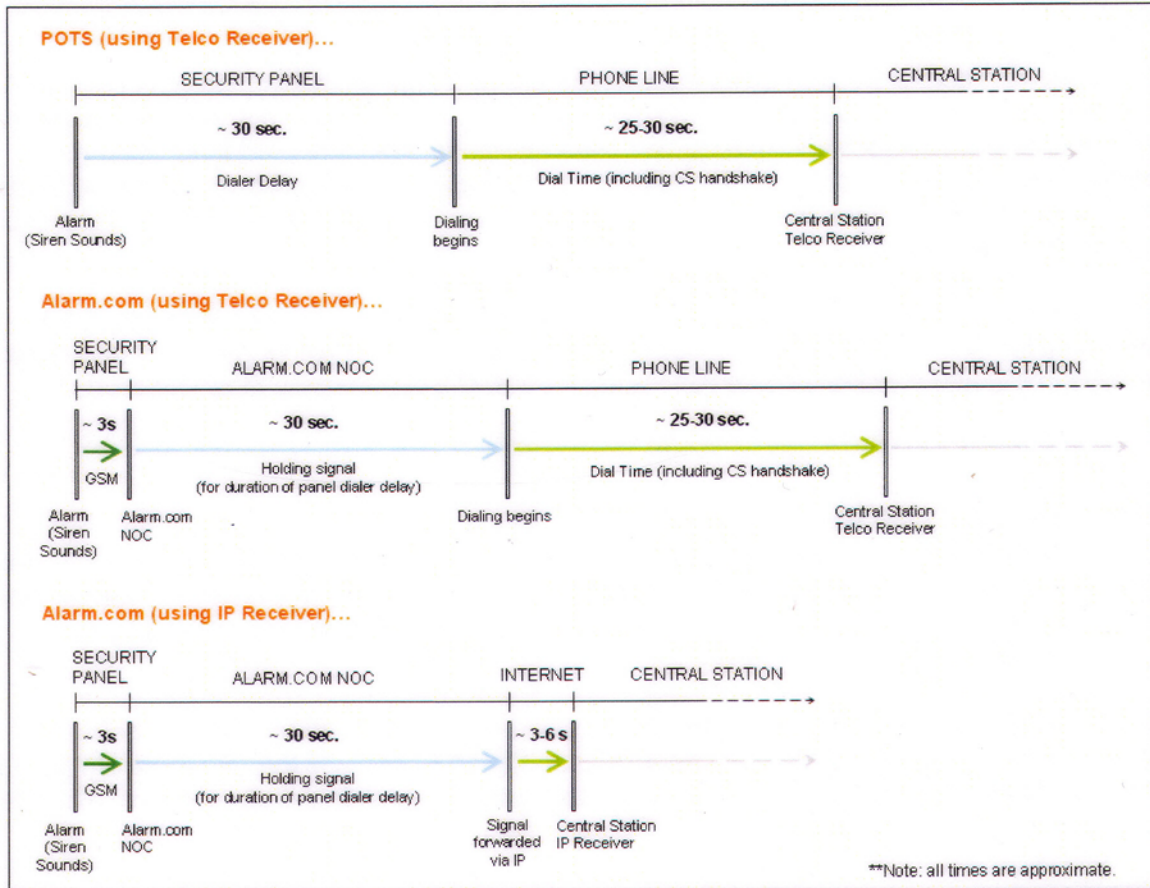 POTS (using Telco Receiver)...
SECURITY PANEL
PHONE LINE
CENTRAL STATION
~ 30 sec.
~ 25-30 sec.
Dialer Delay
Dial Time (including CS handshake)
Alarm
(Siren Sounds)
Dialing
begins
Central Station
Telco Receiver
Alarm.com (using Telco Receiver)...
SECURITY
PANEL
ALARM.COM NOC
PHONE LINE
CENTRAL STATION
~ 3s
~ 30 sec.
~ 25-30 sec.
GSM
Holding signal
(for duration of panel dialer delay)
Dial Time (including CS handshake)
Alarm
(Siren
Sounds)
Alarm.com
NOC
Dialing begins
Central Station
Telco Receiver
Alarm.com (using IP Receiver)...
SECURITY
PANEL
ALARM.COM NOC
INTERNET
CENTRAL STATION
~ 3s
~ 30 sec.
~ 3-6 s
GSM
Holding signal
(for duration of panel dialer delay)
Alarm
(Siren
Sounds)
Alarm.com
NOC
Signal
forwarded
via IP
Central Station
IP Receiver
**Note: all times are approximate.